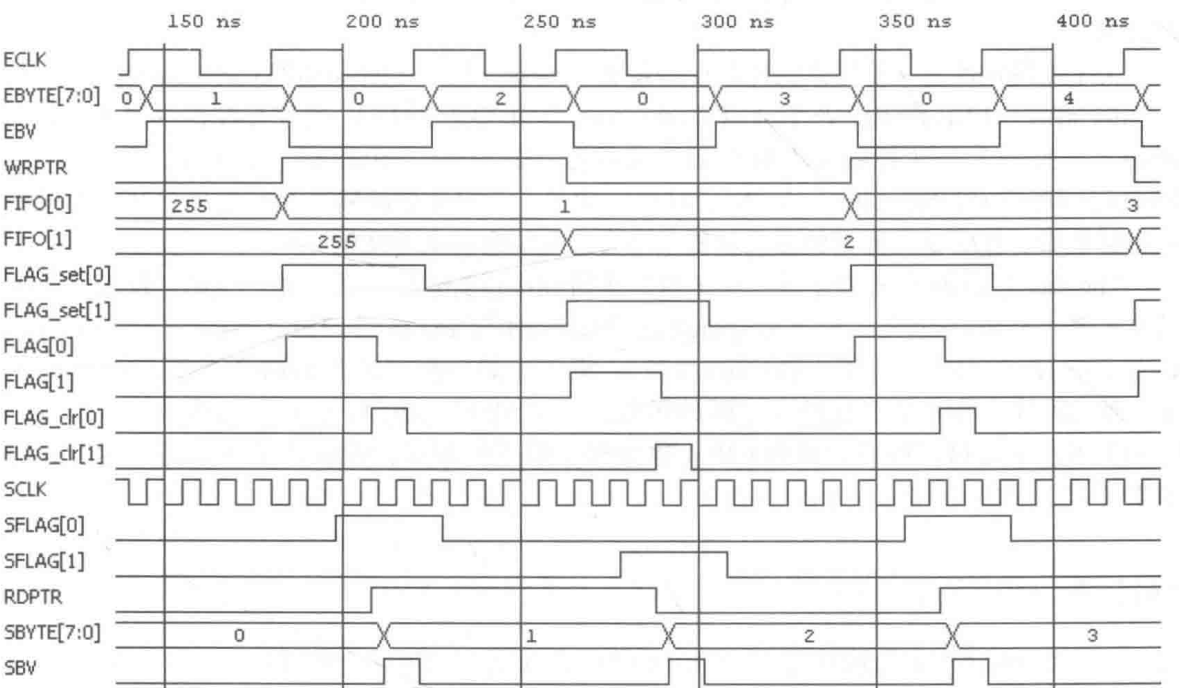 150 ns 200 ns 250 ns 300 ns 350 ns 400 ns
ECLK
EBYTE[7:0] 0 1 0 2 0 3 0 4
EBV
WRPTR
FIFO[0] 255 1 3
FIFO[1] 255 2
FLAG_set[0]
FLAG_set[1]
FLAG[0]
FLAG[1]
FLAG_clr[0]
FLAG_clr[1]
SCLK
SFLAG[0]
SFLAG[1]
RDPTR
SBYTE[7:0] 0 1 2 3
SBV